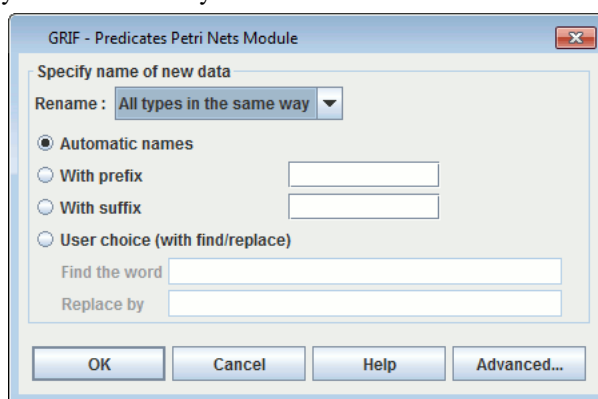 GRIF - Predicates Petri Nets Module
Specify name of new data
Rename : All types in the same way
Automatic names
With prefix
With suffix
User choice (with find/replace)
Find the word
Replace by
OK Cancel Help Advanced...